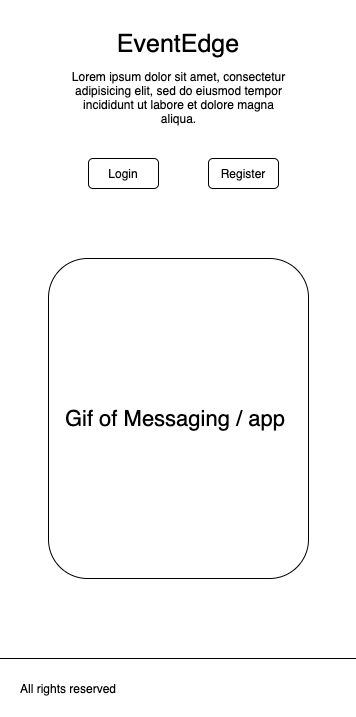 EventEdge
Lorem ipsum dolor sit amet, consectetur
adipisicing elit, sed do eiusmod tempor
incididunt ut labore et dolore magna
aliqua.
Login
Register
Gif of Messaging / app
All rights reserved